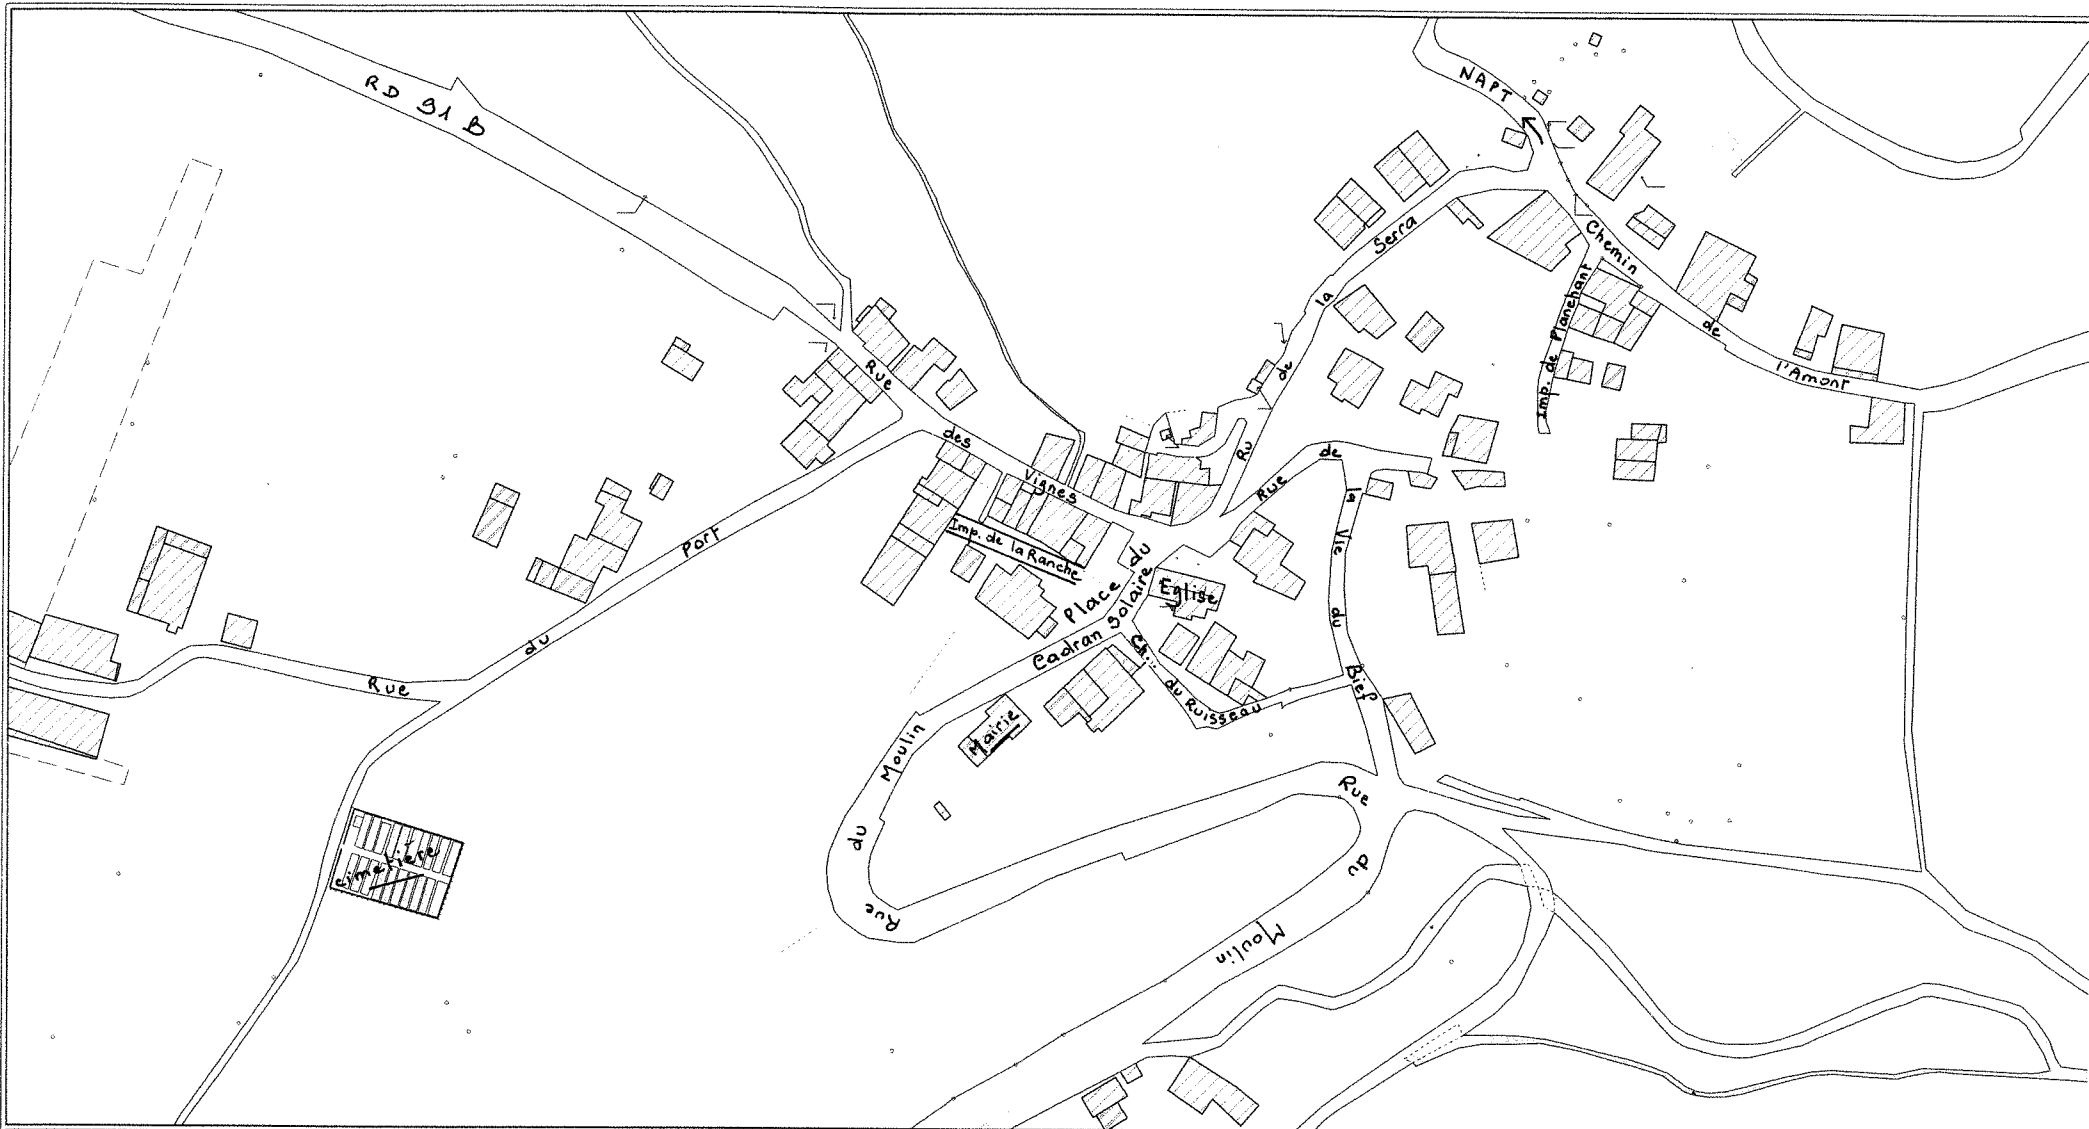 RD 91 B
NAPT
Chemin de l'Amont
Imp. de Planchant
Ru de la Serra
Rue des Vignes
Rue de la Vie du Bief
Imp. de la Ranche
Place du
Cadran Solaire
Eglise
Ch. du Ruisseau
Rue du Port
Mairie
Rue du Moulin
Rue du Moulin
cimetière